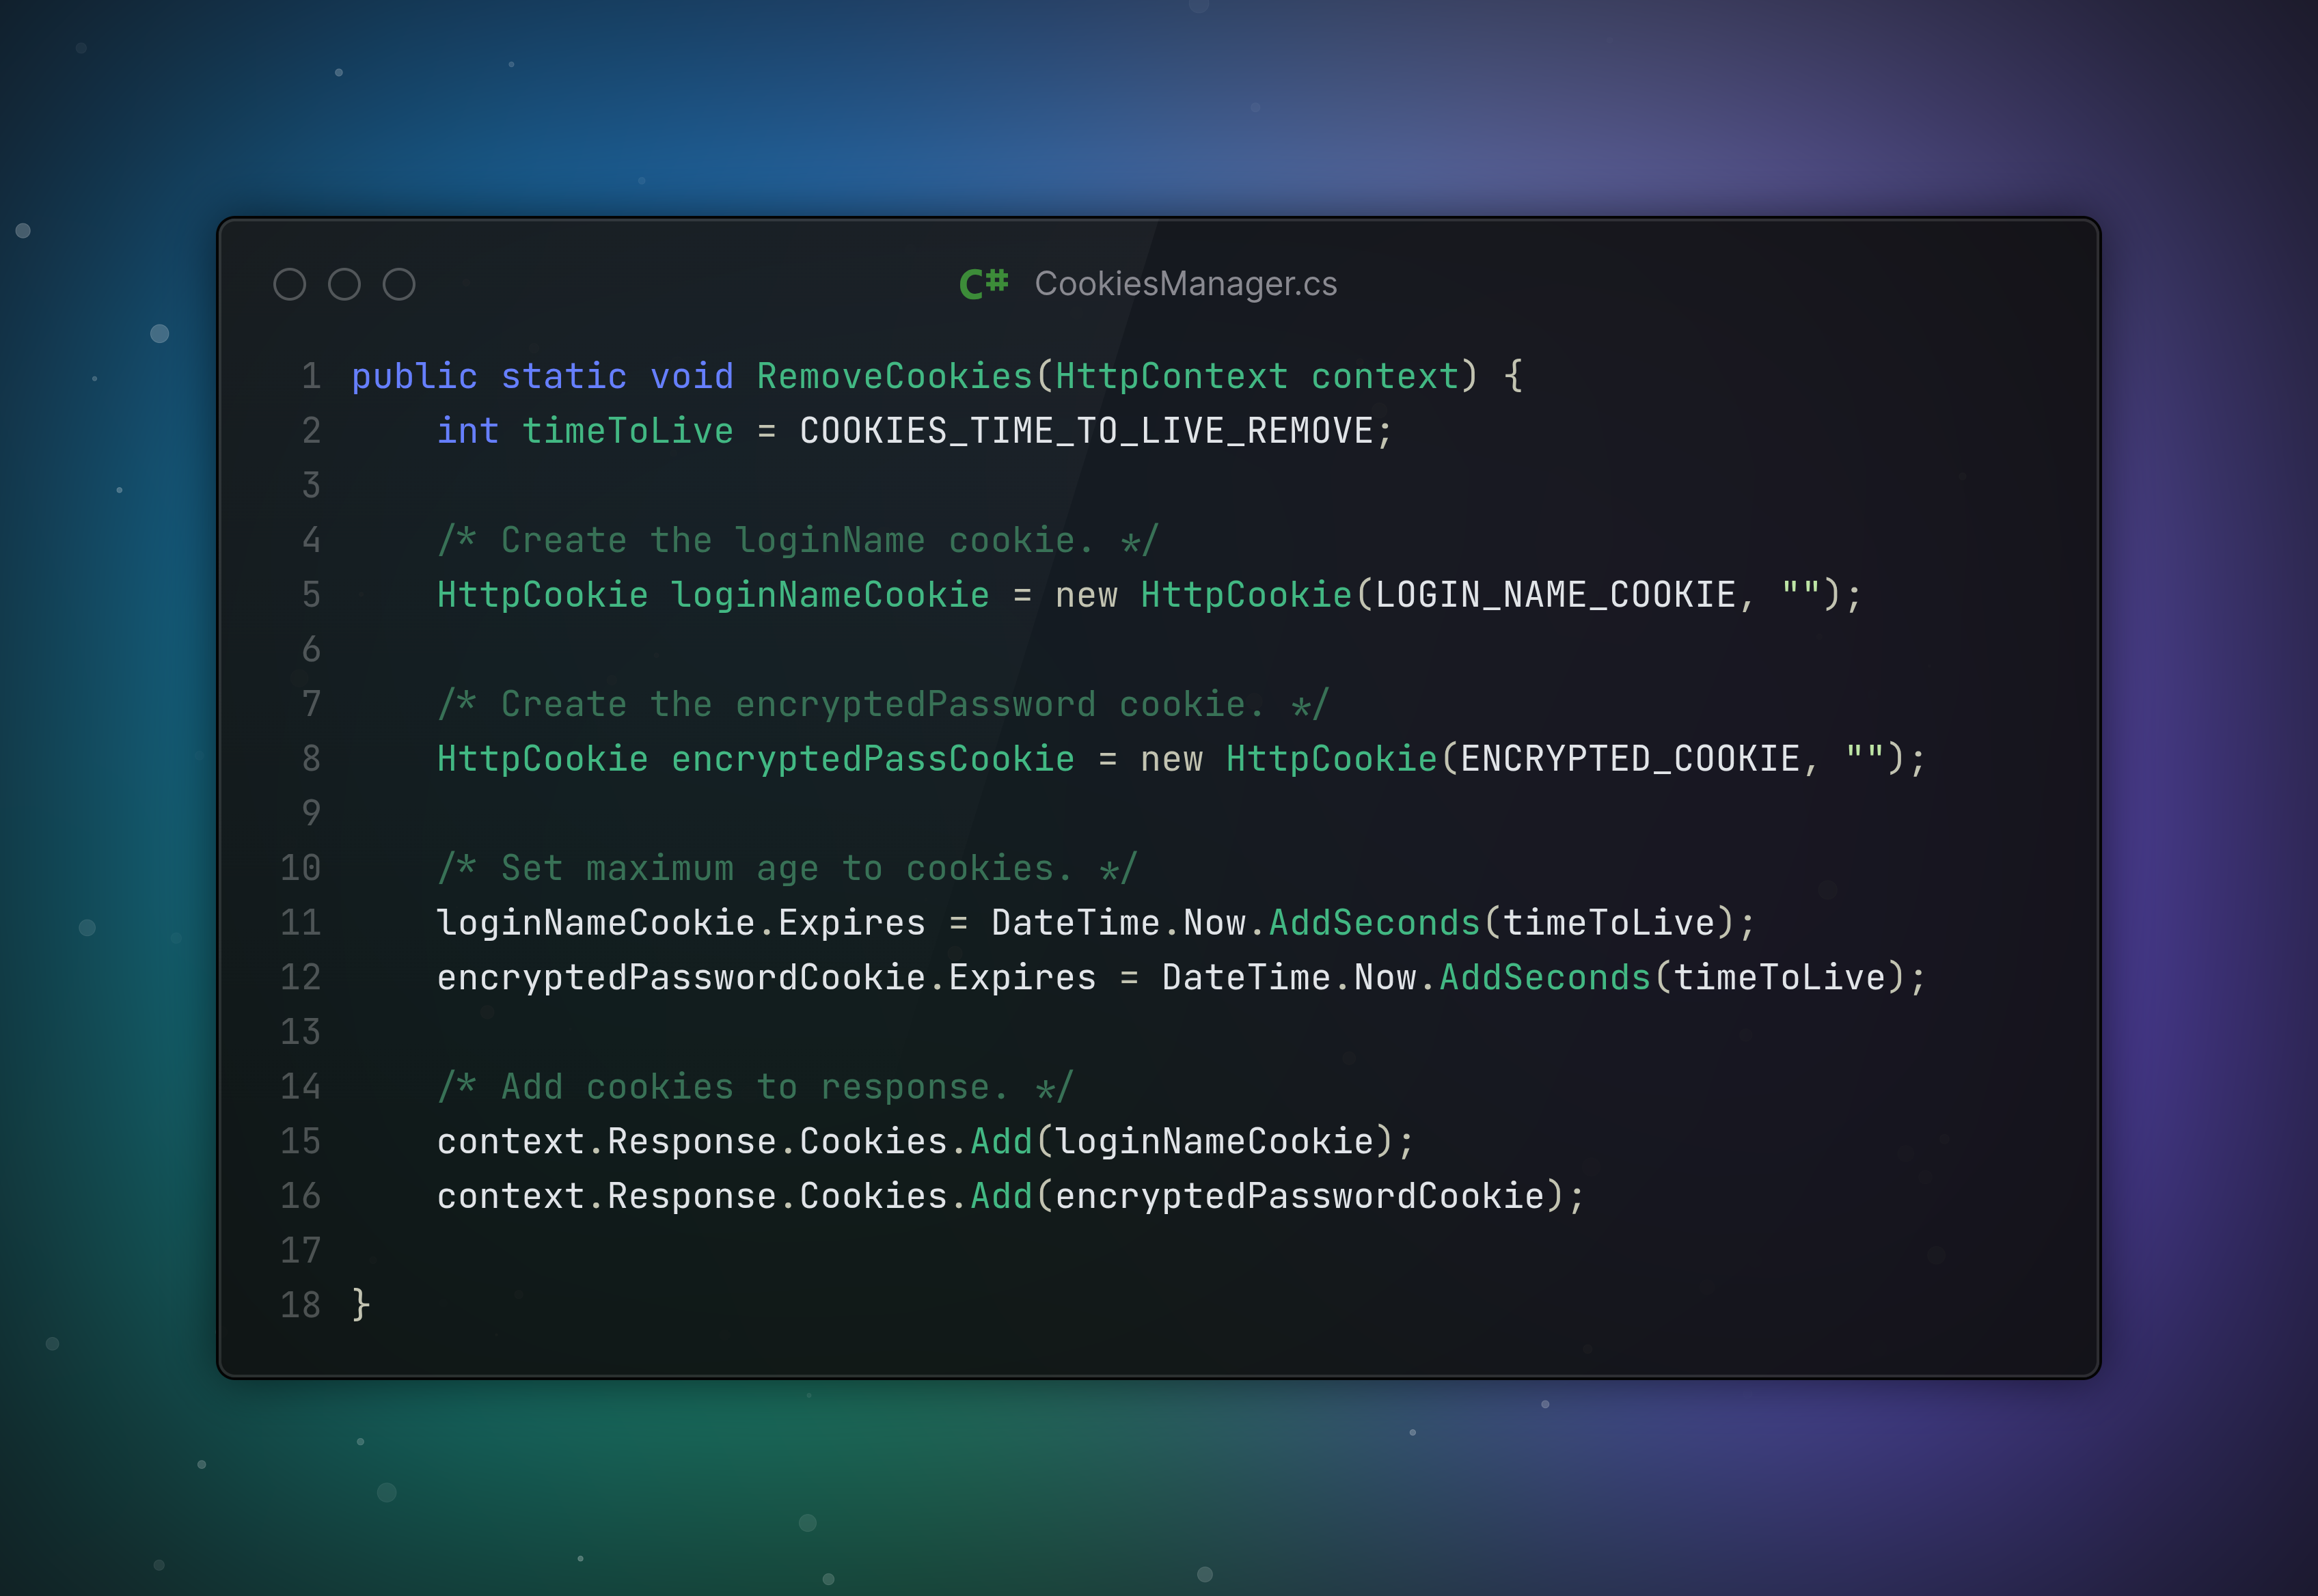 C# CookiesManager.cs
1 public static void RemoveCookies(HttpContext context) {
2     int timeToLive = COOKIES_TIME_TO_LIVE_REMOVE;
3
4     /* Create the loginName cookie. */
5     HttpCookie loginNameCookie = new HttpCookie(LOGIN_NAME_COOKIE, "");
6
7     /* Create the encryptedPassword cookie. */
8     HttpCookie encryptedPassCookie = new HttpCookie(ENCRYPTED_COOKIE, "");
9
10     /* Set maximum age to cookies. */
11     loginNameCookie.Expires = DateTime.Now.AddSeconds(timeToLive);
12     encryptedPasswordCookie.Expires = DateTime.Now.AddSeconds(timeToLive);
13
14     /* Add cookies to response. */
15     context.Response.Cookies.Add(loginNameCookie);
16     context.Response.Cookies.Add(encryptedPasswordCookie);
17
18 }